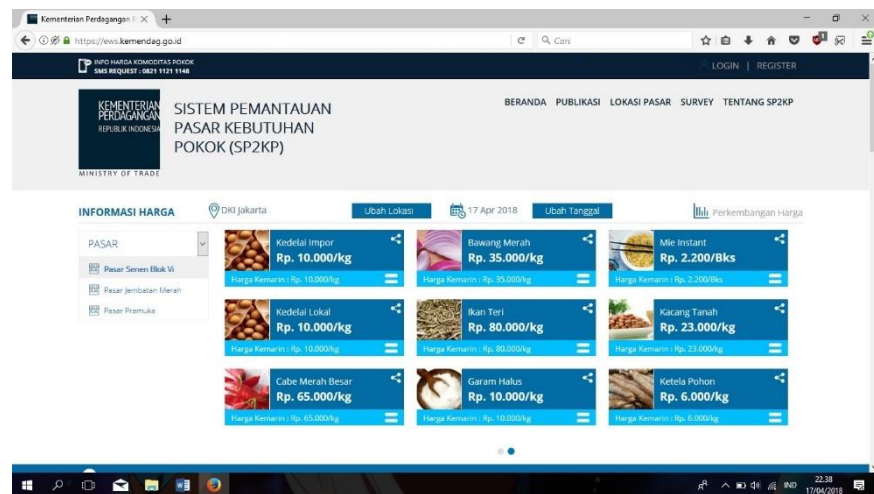 Kementerian Perdagangan
https://ews.kemendag.go.id
Cari
INFO HARGA KOMODITAS POKOK
SMS REQUEST : 0821 1121 1148
LOGIN | REGISTER
KEMENTERIAN
PERDAGANGAN
REPUBLIK INDONESIA
MINISTRY OF TRADE
SISTEM PEMANTAUAN
PASAR KEBUTUHAN
POKOK (SP2KP)
BERANDA PUBLIKASI LOKASI PASAR SURVEY TENTANG SP2KP
INFORMASI HARGA
DKI Jakarta
Ubah Lokasi
17 Apr 2018
Ubah Tanggal
Perkembangan Harga
PASAR
Pasar Senen Blok Vi
Pasar Jembatan Merah
Pasar Pramuka
Kedelai Impor
Rp. 10.000/kg
Harga Kemarin : Rp. 10.000/kg
Bawang Merah
Rp. 35.000/kg
Harga Kemarin : Rp. 35.000/kg
Mie Instant
Rp. 2.200/Bks
Harga Kemarin : Rp. 2.200/Bks
Kedelai Lokal
Rp. 10.000/kg
Harga Kemarin : Rp. 10.000/kg
Ikan Teri
Rp. 80.000/kg
Harga Kemarin : Rp. 80.000/kg
Kacang Tanah
Rp. 23.000/kg
Harga Kemarin : Rp. 23.000/kg
Cabe Merah Besar
Rp. 65.000/kg
Harga Kemarin : Rp. 65.000/kg
Garam Halus
Rp. 10.000/kg
Harga Kemarin : Rp. 10.000/kg
Ketela Pohon
Rp. 6.000/kg
Harga Kemarin : Rp. 6.000/kg
IND
22.38
17/04/2018